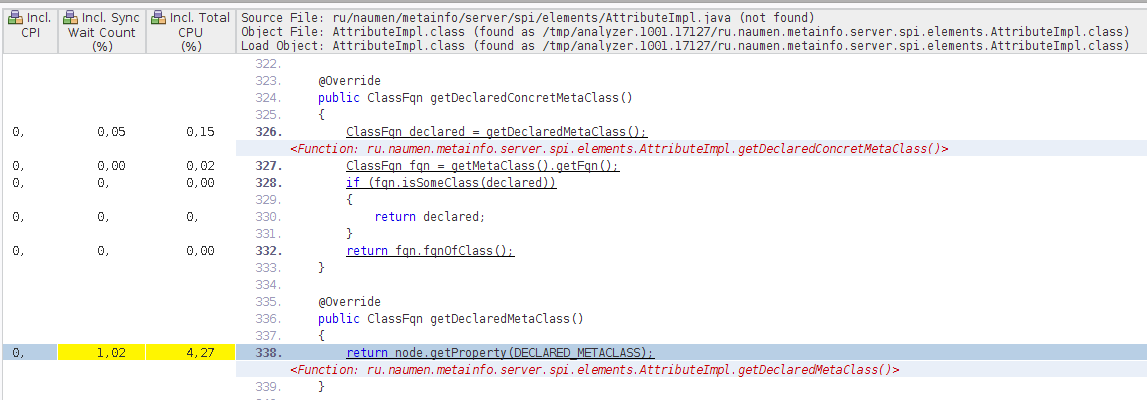 Incl. CPI Incl. Sync Wait Count (%) Incl. Total CPU (%)
Source File: ru/naumen/metainfo/server/spi/elements/AttributeImpl.java (not found)
Object File: AttributeImpl.class (found as /tmp/analyzer.1001.17127/ru.naumen.metainfo.server.spi.elements.AttributeImpl.class)
Load Object: AttributeImpl.class (found as /tmp/analyzer.1001.17127/ru.naumen.metainfo.server.spi.elements.AttributeImpl.class)
322.
323. @Override
324. public ClassFqn getDeclaredConcretMetaClass()
325. {
0, 0,05 0,15 326. ClassFqn declared = getDeclaredMetaClass();
<Function: ru.naumen.metainfo.server.spi.elements.AttributeImpl.getDeclaredConcretMetaClass()>
0, 0,00 0,02 327. ClassFqn fqn = getMetaClass().getFqn();
0, 0, 0,00 328. if (fqn.isSomeClass(declared))
329. {
0, 0, 0, 330. return declared;
331. }
0, 0, 0,00 332. return fqn.fqnOfClass();
333. }
334.
335. @Override
336. public ClassFqn getDeclaredMetaClass()
337. {
0, 1,02 4,27 338. return node.getProperty(DECLARED_METACLASS);
<Function: ru.naumen.metainfo.server.spi.elements.AttributeImpl.getDeclaredMetaClass()>
339. }